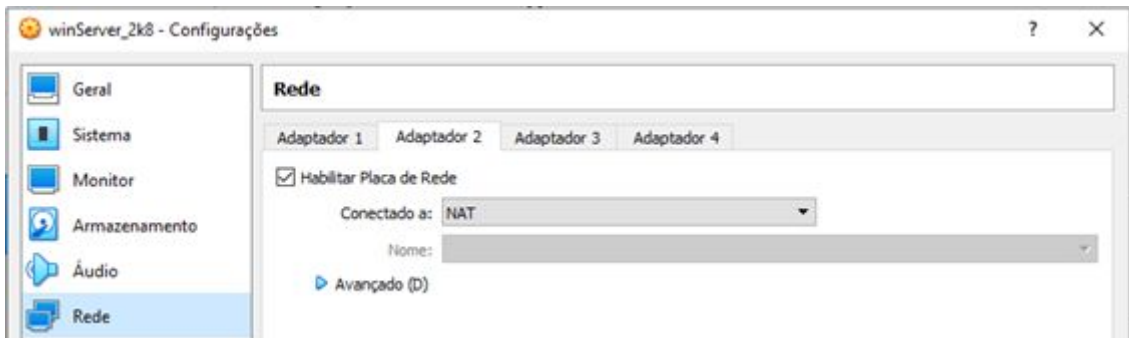 winServer_2k8 - Configurações ? ×
Geral
Sistema
Monitor
Armazenamento
Áudio
Rede
Rede
Adaptador 1 Adaptador 2 Adaptador 3 Adaptador 4
Habilitar Placa de Rede
Conectado a: NAT
Nome:
Avançado (D)